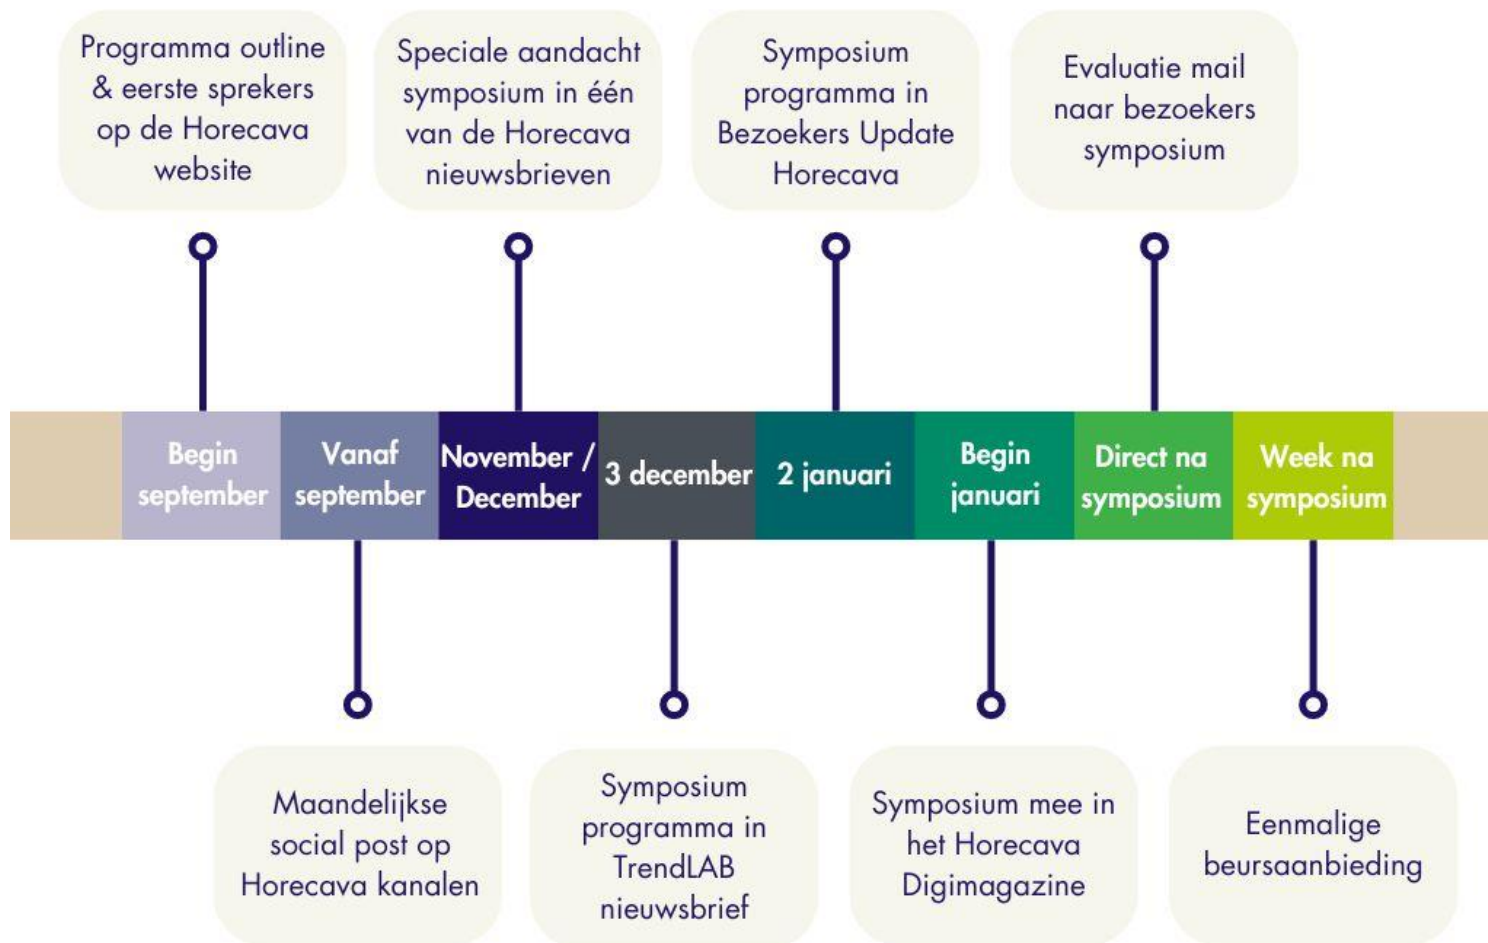 Programma outline
& eerste sprekers
op de Horecava
website
Speciale aandacht
symposium in één
van de Horecava
nieuwsbrieven
Symposium
programma in
Bezoekers Update
Horecava
Evaluatie mail
naar bezoekers
symposium
Begin
september
Vanaf
september
November /
December
3 december
2 januari
Begin
januari
Direct na
symposium
Week na
symposium
Maandelijkse
social post op
Horecava kanalen
Symposium
programma in
TrendLAB
nieuwsbrief
Symposium mee in
het Horecava
Digimagazine
Eenmalige
beursaanbieding